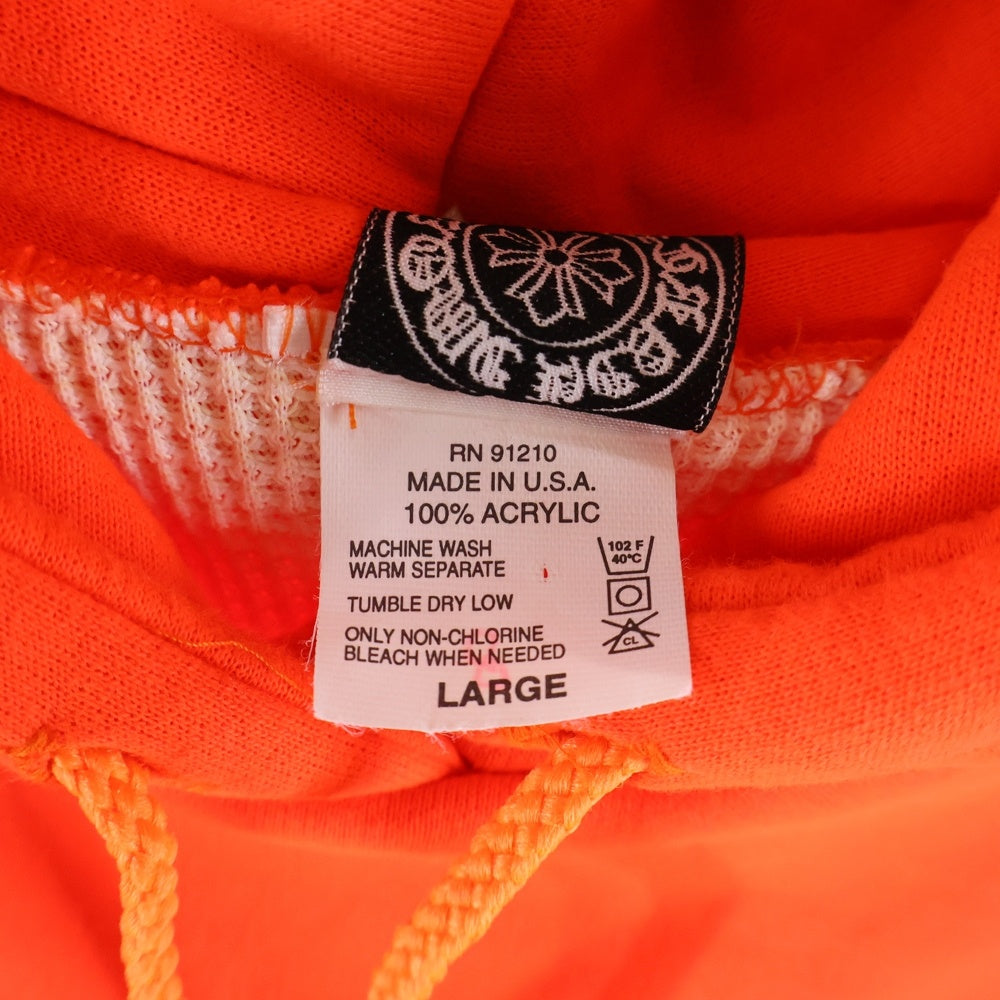 RN 91210
MADE IN U.S.A.
100% ACRYLIC
MACHINE WASH
WARM SEPARATE
102 F
40°C
TUMBLE DRY LOW
ONLY NON-CHLORINE
BLEACH WHEN NEEDED
CL
LARGE